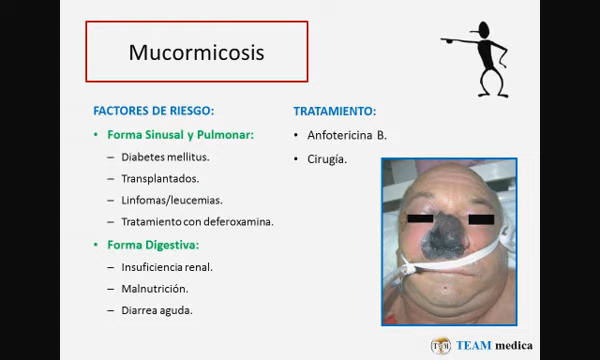 Mucormicosis
FACTORES DE RIESGO:
• Forma Sinusal y Pulmonar:
– Diabetes mellitus.
– Transplantados.
– Linfomas/leucemias.
– Tratamiento con deferoxamina.
• Forma Digestiva:
– Insuficiencia renal.
– Malnutrición.
– Diarrea aguda.
TRATAMIENTO:
• Anfotericina B.
• Cirugía.
TEAM medica